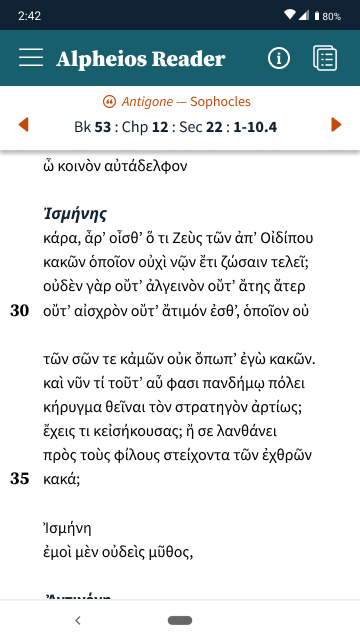 2:42
80%
Alpheios Reader
Antigone — Sophocles
Bk 53 : Chp 12 : Sec 22 : 1-10.4
ὦ κοινὸν αὐτάδελφον
Ἰσμήνης
κάρα, ἆρ’ οἶσθ’ ὅ τι Ζεὺς τῶν ἀπ’ Οἰδίπου
κακῶν ὁποῖον οὐχὶ νῷν ἔτι ζώσαιν τελεῖ;
οὐδὲν γὰρ οὔτ’ ἀλγεινὸν οὔτ’ ἄτης ἄτερ
30 οὔτ’ αἰσχρὸν οὔτ’ ἄτιμόν ἐσθ’, ὁποῖον οὐ
τῶν σῶν τε κἀμῶν οὐκ ὄπωπ’ ἐγὼ κακῶν.
καὶ νῦν τί τοῦτ’ αὖ φασι πανδήμῳ πόλει
κήρυγμα θεῖναι τὸν στρατηγὸν ἀρτίως;
ἔχεις τι κεἰσήκουσας; ἤ σε λανθάνει
πρὸς τοὺς φίλους στείχοντα τῶν ἐχθρῶν
35 κακά;
Ἰσμήνη
ἐμοὶ μὲν οὐδεὶς μῦθος,